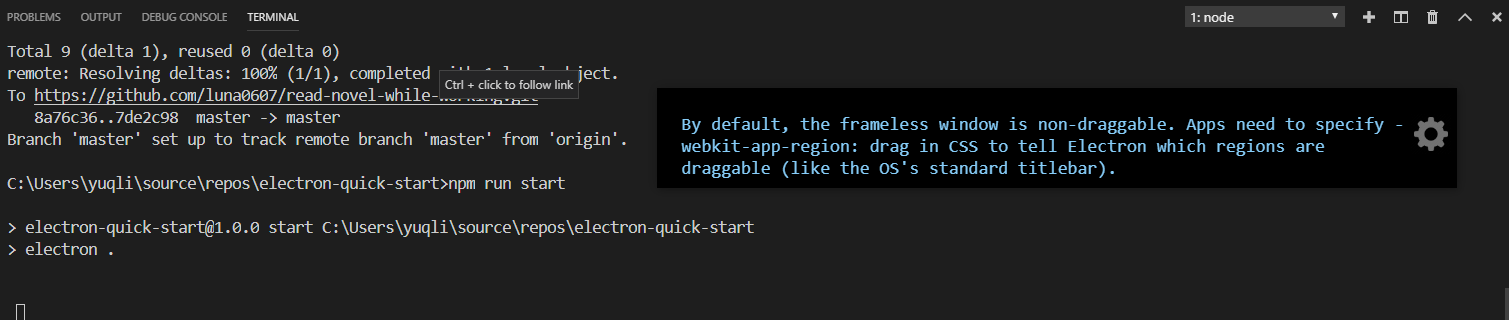 PROBLEMS OUTPUT DEBUG CONSOLE TERMINAL 1: node
Total 9 (delta 1), reused 0 (delta 0)
remote: Resolving deltas: 100% (1/1), completed
Ctrl + click to follow link
To https://github.com/luna0607/read-novel-while-working.git
8a76c36..7de2c98 master -> master
Branch 'master' set up to track remote branch 'master' from 'origin'.
By default, the frameless window is non-draggable. Apps need to specify -
webkit-app-region: drag in CSS to tell Electron which regions are
draggable (like the OS's standard titlebar).
C:\Users\yuqli\source\repos\electron-quick-start>npm run start
> electron-quick-start@1.0.0 start C:\Users\yuqli\source\repos\electron-quick-start
> electron .